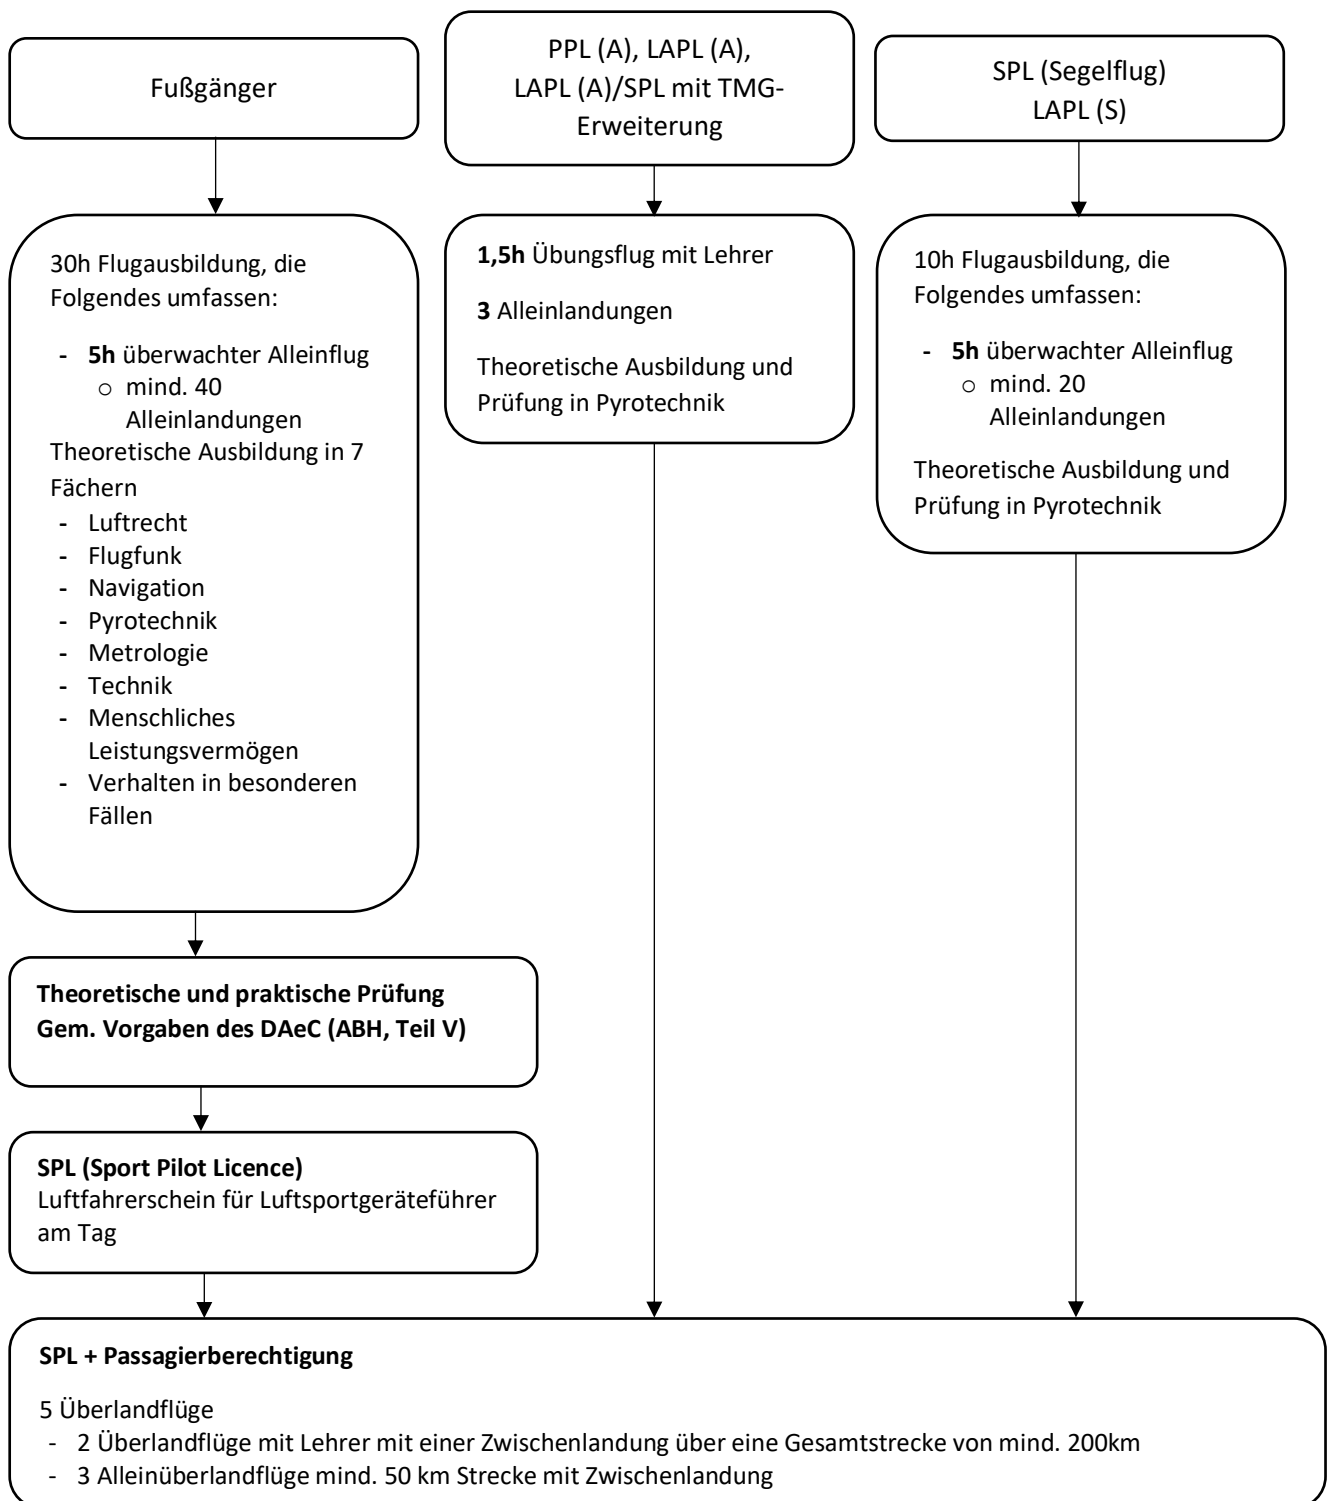 Fußgänger
PPL (A), LAPL (A),
LAPL (A)/SPL mit TMG-
Erweiterung
SPL (Segelflug)
LAPL (S)
30h Flugausbildung, die
Folgendes umfassen:
- 5h überwachter Alleinflug
o mind. 40
Alleinlandungen
Theoretische Ausbildung in 7
Fächern
- Luftrecht
- Flugfunk
- Navigation
- Pyrotechnik
- Metrologie
- Technik
- Menschliches
Leistungsvermögen
- Verhalten in besonderen
Fällen
1,5h Übungsflug mit Lehrer
3 Alleinlandungen
Theoretische Ausbildung und
Prüfung in Pyrotechnik
10h Flugausbildung, die
Folgendes umfassen:
- 5h überwachter Alleinflug
o mind. 20
Alleinlandungen
Theoretische Ausbildung und
Prüfung in Pyrotechnik
Theoretische und praktische Prüfung
Gem. Vorgaben des DAeC (ABH, Teil V)
SPL (Sport Pilot Licence)
Luftfahrerschein für Luftsportgeräteführer
am Tag
SPL + Passagierberechtigung
5 Überlandflüge
- 2 Überlandflüge mit Lehrer mit einer Zwischenlandung über eine Gesamtstrecke von mind. 200km
- 3 Alleinüberlandflüge mind. 50 km Strecke mit Zwischenlandung